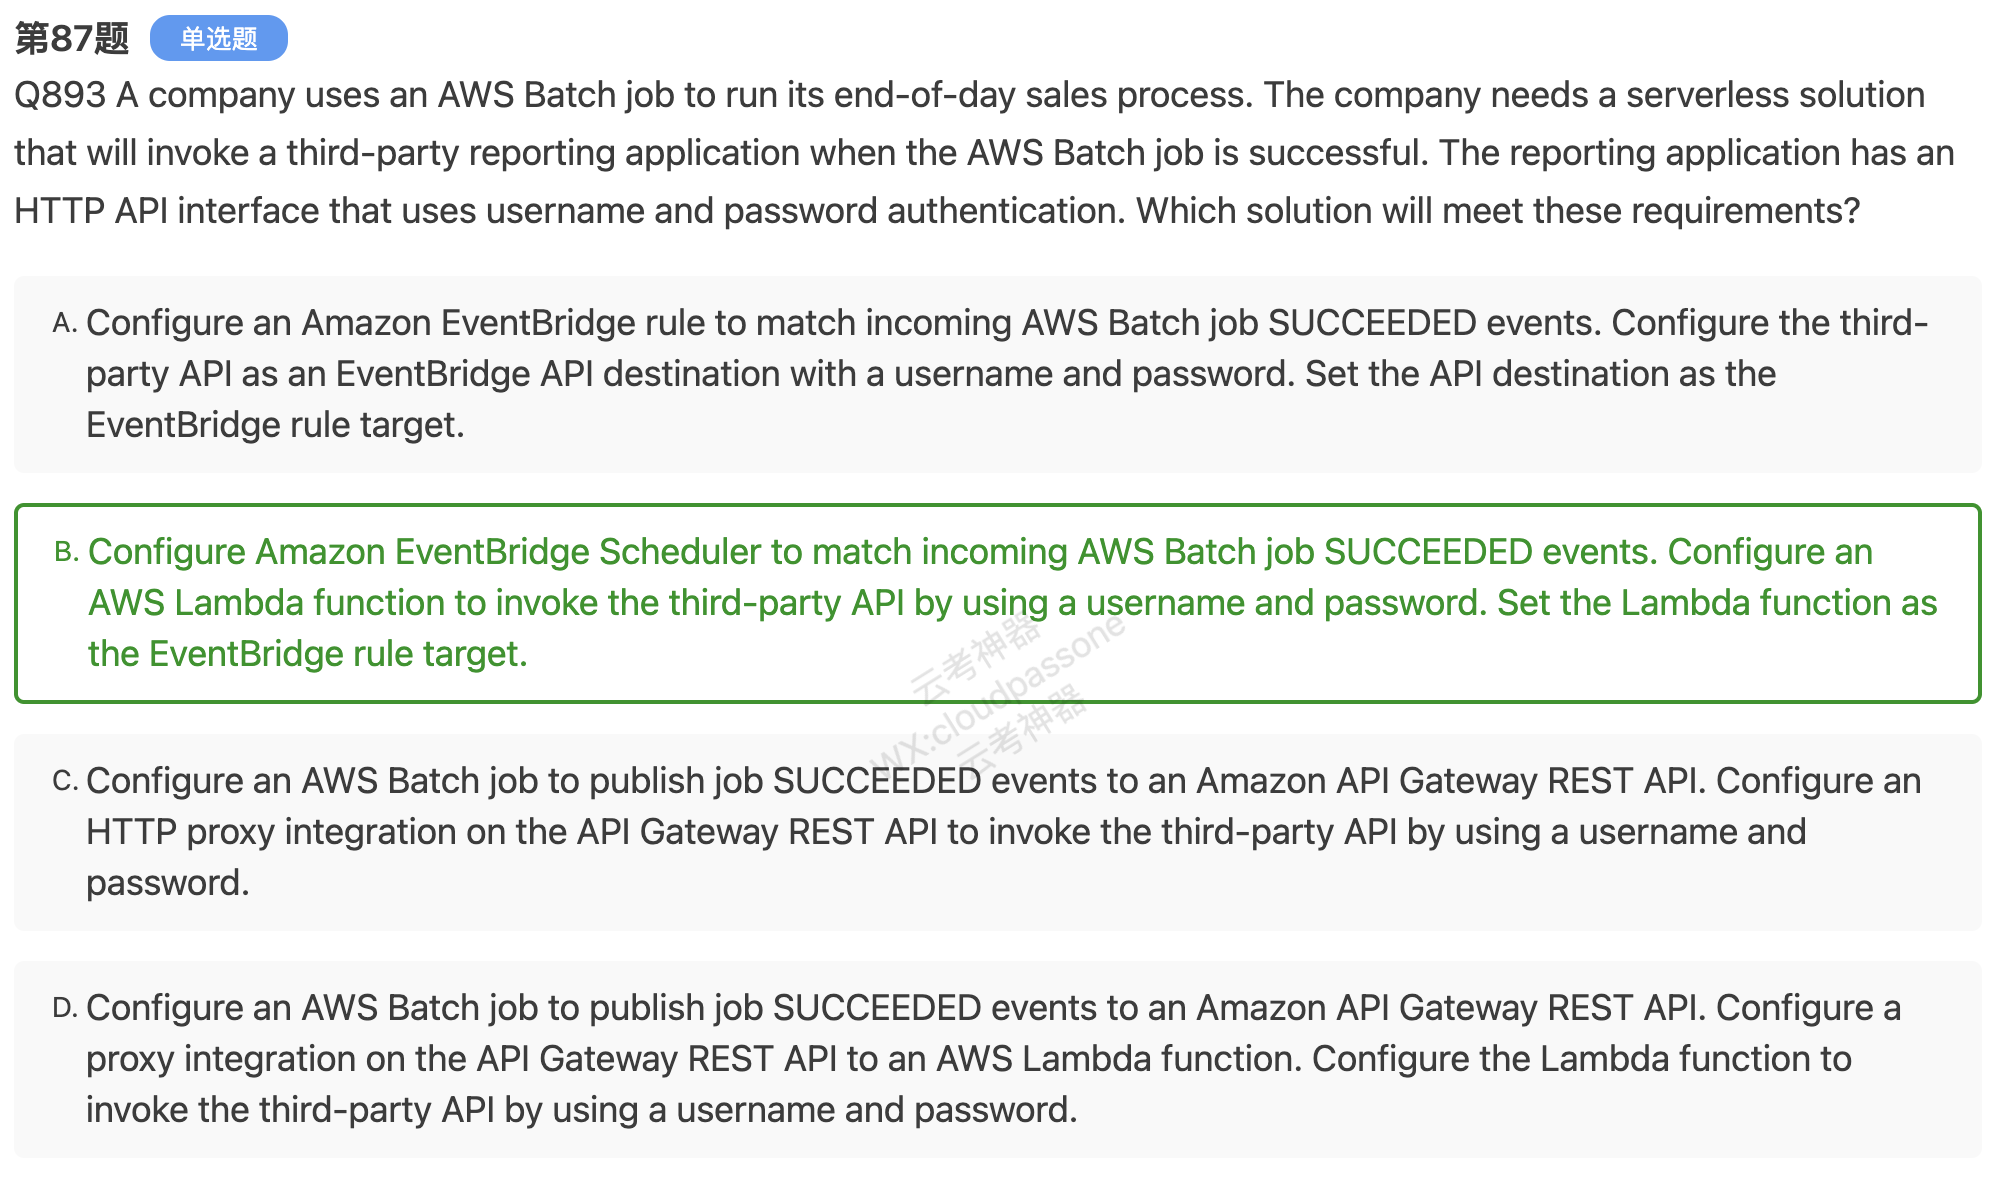 第87题 单选题
Q893 A company uses an AWS Batch job to run its end-of-day sales process. The company needs a serverless solution
that will invoke a third-party reporting application when the AWS Batch job is successful. The reporting application has an
HTTP API interface that uses username and password authentication. Which solution will meet these requirements?
A. Configure an Amazon EventBridge rule to match incoming AWS Batch job SUCCEEDED events. Configure the third-
party API as an EventBridge API destination with a username and password. Set the API destination as the
EventBridge rule target.
B. Configure Amazon EventBridge Scheduler to match incoming AWS Batch job SUCCEEDED events. Configure an
AWS Lambda function to invoke the third-party API by using a username and password. Set the Lambda function as
the EventBridge rule target.
云考神器
WX:cloudpassone
云考神器
C. Configure an AWS Batch job to publish job SUCCEEDED events to an Amazon API Gateway REST API. Configure an
HTTP proxy integration on the API Gateway REST API to invoke the third-party API by using a username and
password.
D. Configure an AWS Batch job to publish job SUCCEEDED events to an Amazon API Gateway REST API. Configure a
proxy integration on the API Gateway REST API to an AWS Lambda function. Configure the Lambda function to
invoke the third-party API by using a username and password.